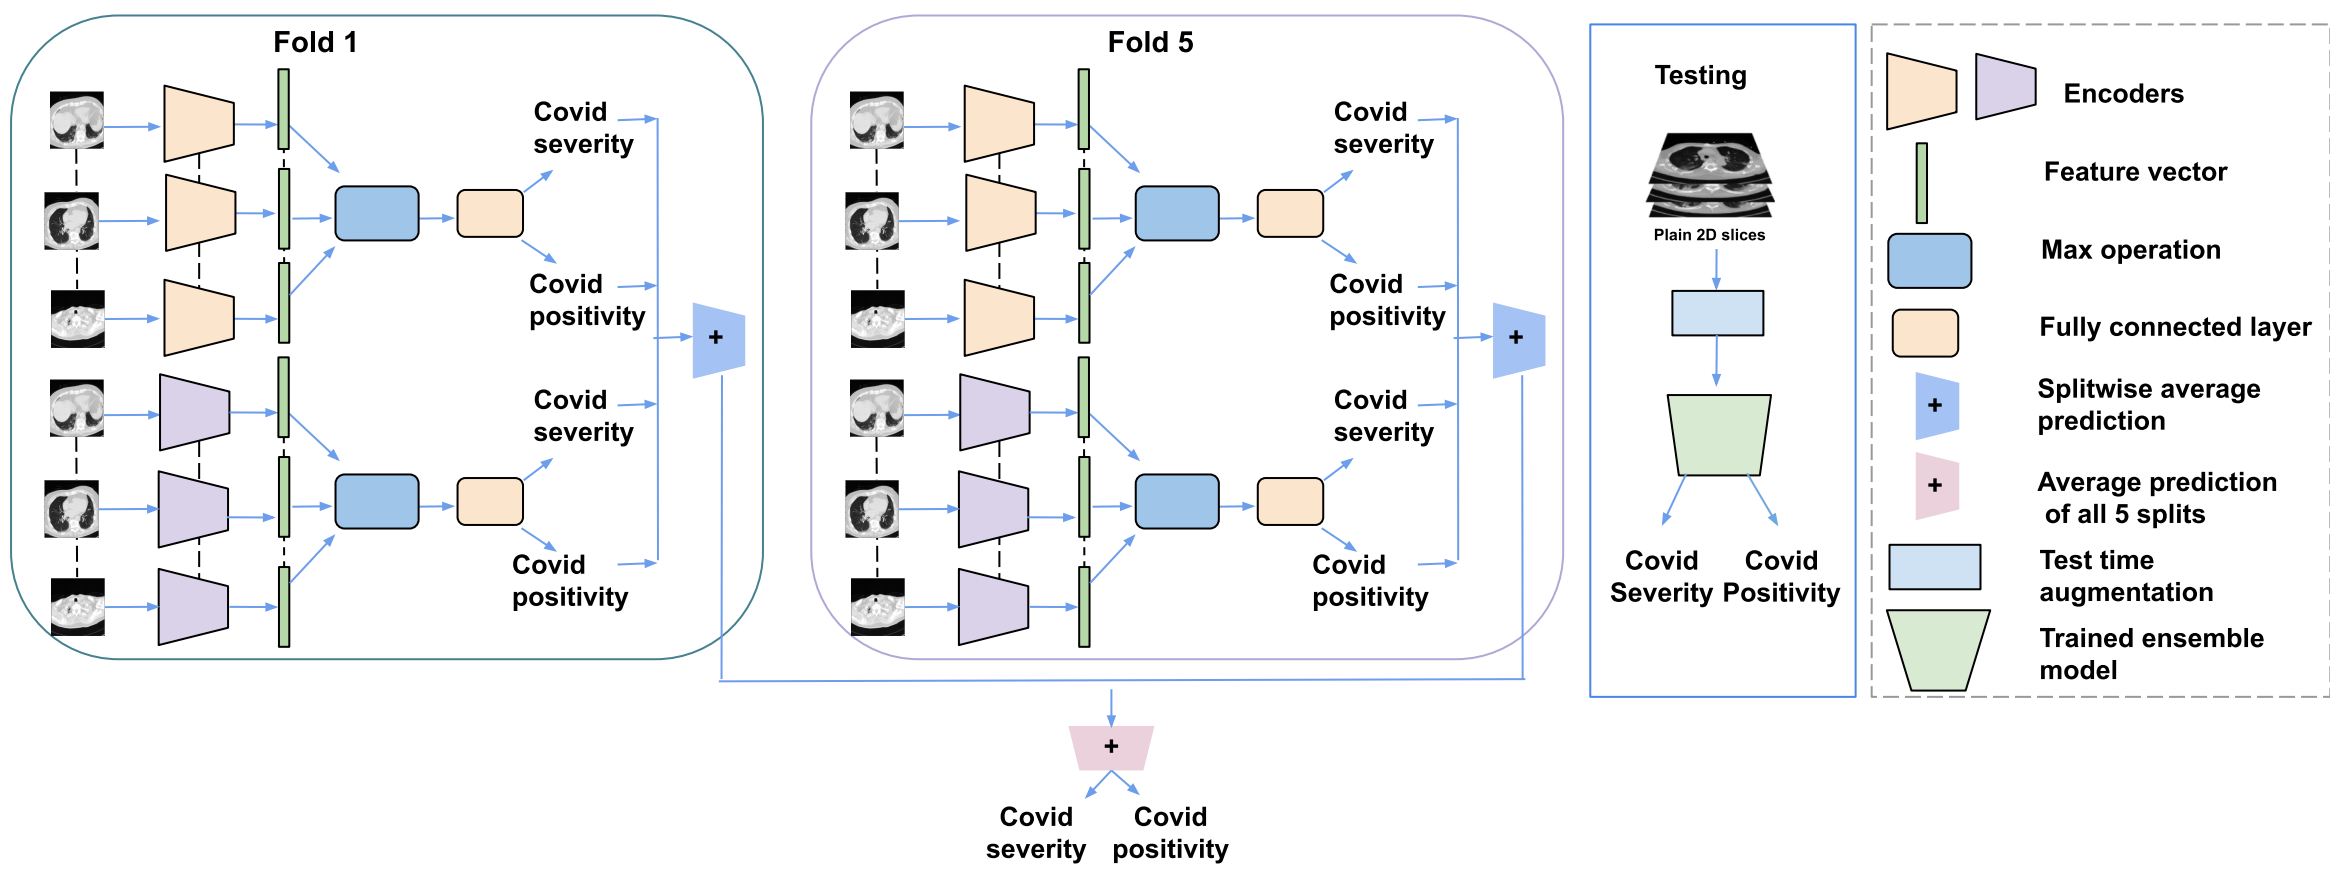 Fold 1
Covid
severity
Covid
positivity
+
Covid
severity
Covid
positivity
Fold 5
Covid
severity
Covid
positivity
+
Covid
severity
Covid
positivity
+
Covid
severity
Covid
positivity
Testing
Plain 2D slices
Covid
Severity
Covid
Positivity
Encoders
Feature vector
Max operation
Fully connected layer
+
Splitwise average
prediction
+
Average prediction
of all 5 splits
Test time
augmentation
Trained ensemble
model